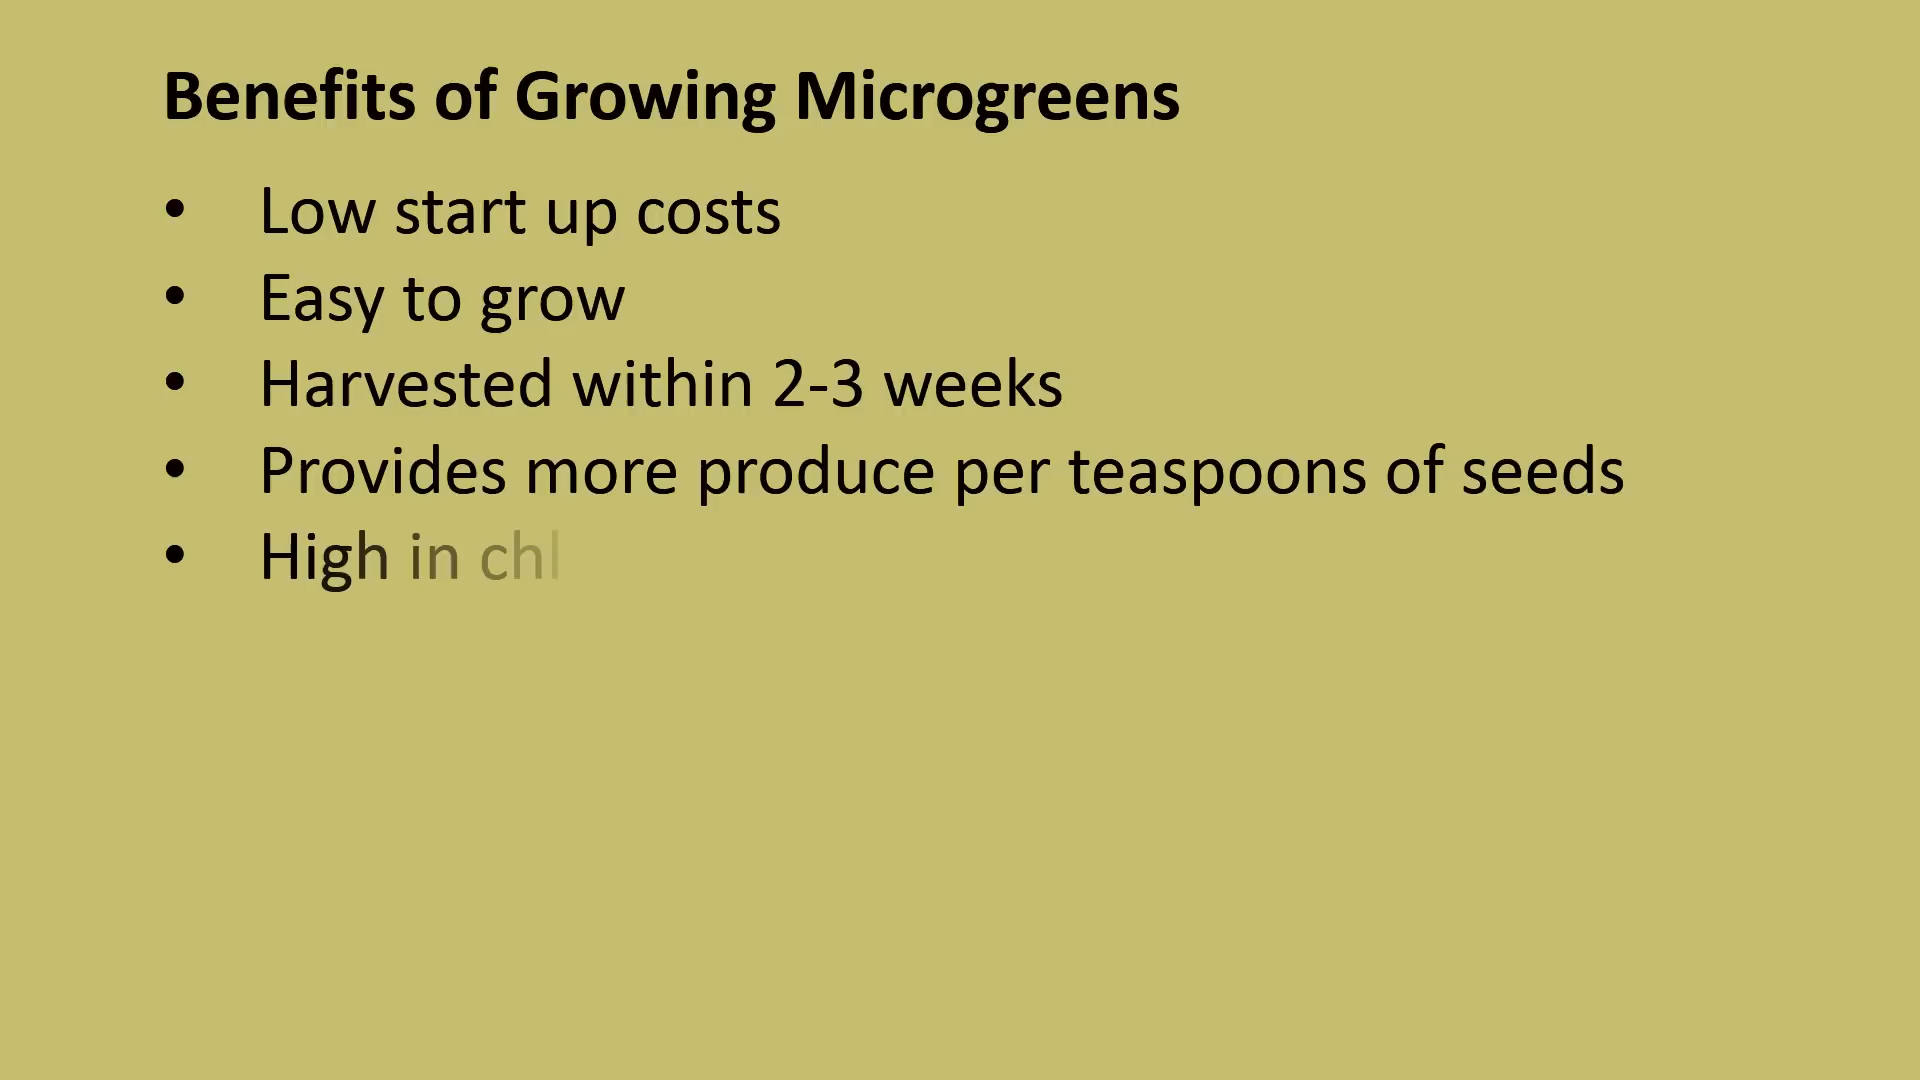 Benefits of Growing Microgreens
• Low start up costs
• Easy to grow
• Harvested within 2-3 weeks
• Provides more produce per teaspoons of seeds
• High in chl